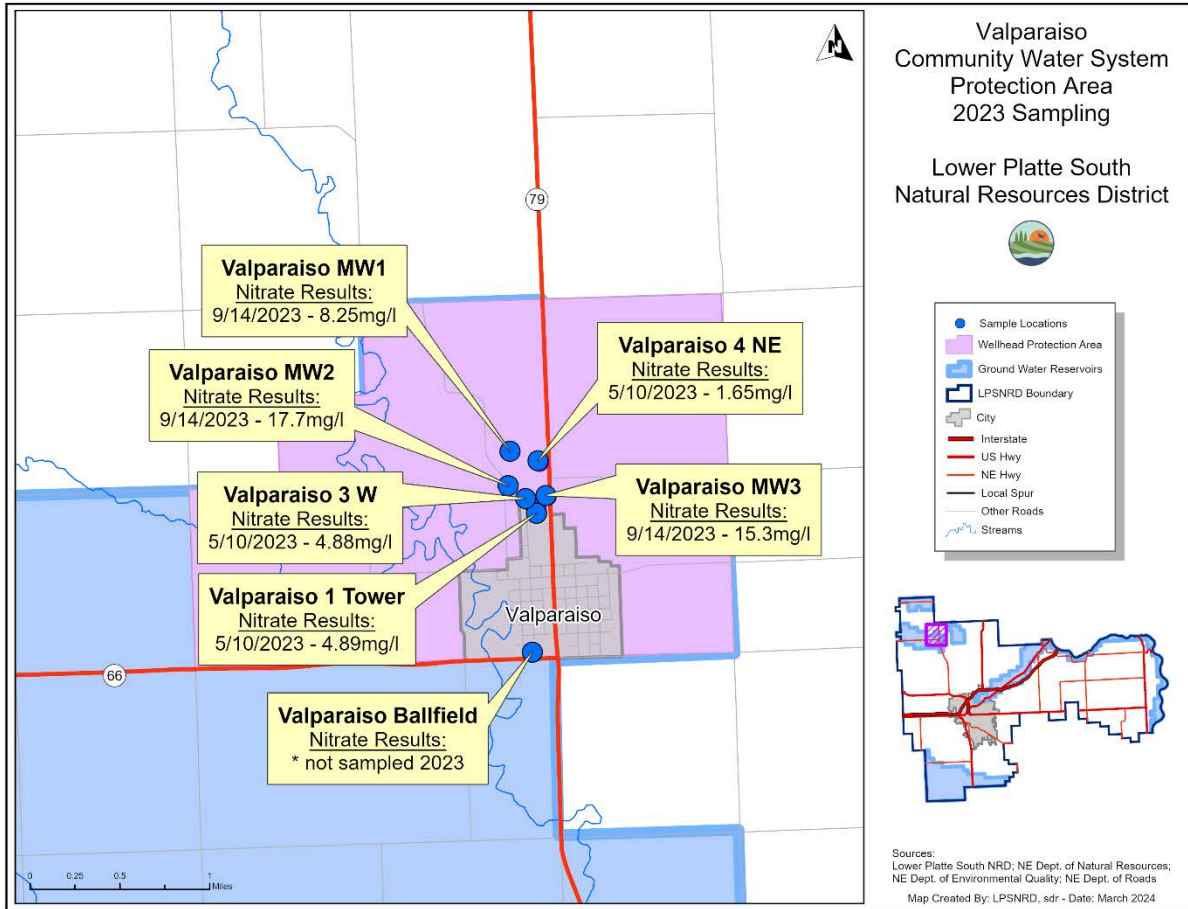 Valparaiso
Community Water System
Protection Area
2023 Sampling
Lower Platte South
Natural Resources District
N
79
Valparaiso MW1
Nitrate Results:
9/14/2023 - 8.25mg/l
Valparaiso 4 NE
Nitrate Results:
5/10/2023 - 1.65mg/l
Valparaiso MW2
Nitrate Results:
9/14/2023 - 17.7mg/l
Valparaiso 3 W
Nitrate Results:
5/10/2023 - 4.88mg/l
Valparaiso MW3
Nitrate Results:
9/14/2023 - 15.3mg/l
Valparaiso 1 Tower
Nitrate Results:
5/10/2023 - 4.89mg/l
Valparaiso
66
Valparaiso Ballfield
Nitrate Results:
* not sampled 2023
0 0.25 0.5 1
Miles
Sample Locations
Wellhead Protection Area
Ground Water Reservoirs
LPSNRD Boundary
City
Interstate
US Hwy
NE Hwy
Local Spur
Other Roads
Streams
Sources:
Lower Platte South NRD; NE Dept. of Natural Resources;
NE Dept. of Environmental Quality; NE Dept. of Roads
Map Created By: LPSNRD, sdr - Date: March 2024